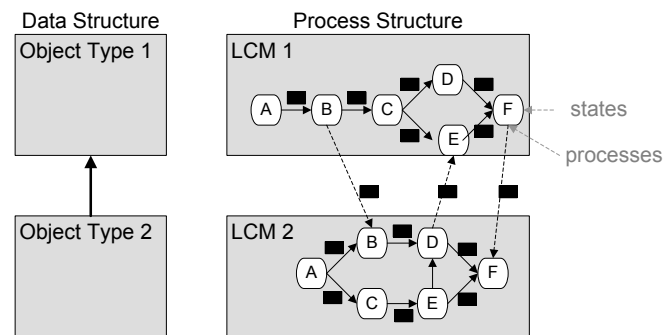 Data Structure
Process Structure
Object Type 1
LCM 1
A
B
C
D
E
F
states
processes
Object Type 2
LCM 2
A
B
C
D
E
F